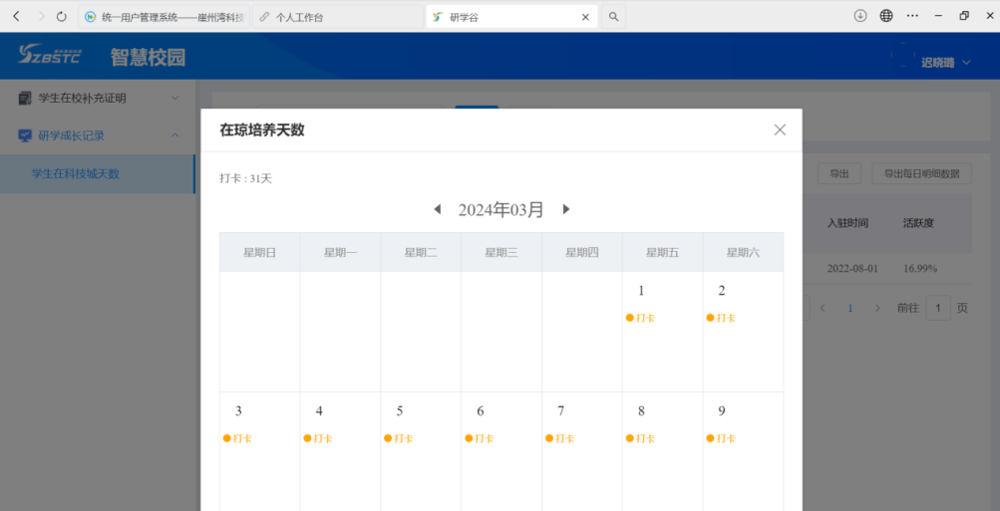 统一用户管理系统——崖州湾科技
个人工作台
研学谷
SZBSTC
智慧校园
迟晓璐
学生在校补充证明
研学成长记录
学生在科技城天数
在琼培养天数
打卡 : 31天
2024年03月
星期日 星期一 星期二 星期三 星期四 星期五 星期六
1 2
打卡 打卡
3 4 5 6 7 8 9
打卡 打卡 打卡 打卡 打卡 打卡 打卡
导出 导出每日明细数据
入驻时间 活跃度
2022-08-01 16.99%
1 前往 1 页